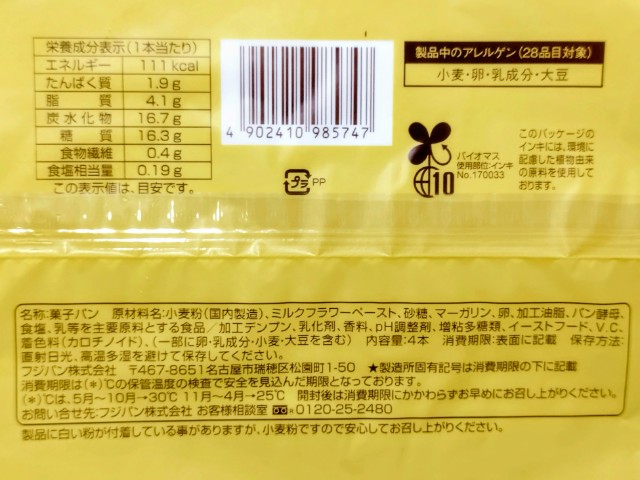 栄養成分表示(1本当たり)
エネルギー 111 kcal
たんぱく質 1.9 g
脂質 4.1 g
炭水化物 16.7 g
糖質 16.3 g
食物繊維 0.4 g
食塩相当量 0.19 g
この表示値は、目安です。
4 902410 985747
プラ PP
製品中のアレルゲン(28品目対象)
小麦・卵・乳成分・大豆
バイオマス
使用部位:インキ
No.170033
10
このパッケージの
インキには、環境に
配慮した植物由来
の原料を使用して
おります。
名称:菓子パン 原材料名:小麦粉(国内製造)、ミルクフラワーペースト、砂糖、マーガリン、卵、加工油脂、パン酵母、
食塩、乳等を主要原料とする食品/加工デンプン、乳化剤、香料、pH調整剤、増粘多糖類、イーストフード、V.C、
着色料(カロチノイド)、(一部に卵・乳成分・小麦・大豆を含む) 内容量:4本 消費期限:表面に記載 保存方法:
直射日光、高温多湿を避けて保存してください。
フジパン株式会社 〒467-8651名古屋市瑞穂区松園町1-50 ★製造所固有記号は消費期限の下に記載
消費期限は(*)℃の保管温度の検査で安全を見込んだ期限となっております。
(*)℃は、5月〜10月→30℃ 11月〜4月→25℃ 開封後は消費期限にかかわらずお早めにお召し上がりください。
お問い合せ先:フジパン株式会社 お客様相談室 0120-25-2480
製品に白い粉が付着している事がありますが、小麦粉ですので安心してお召し上がりください。